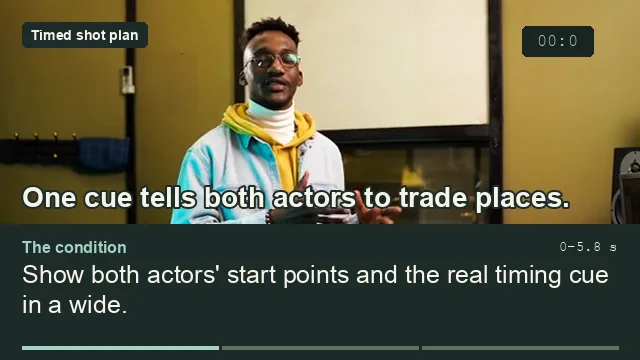 Timed shot plan
00:0
One cue tells both actors to trade places.
The condition
0–5.8 s
Show both actors' start points and the real timing cue
in a wide.